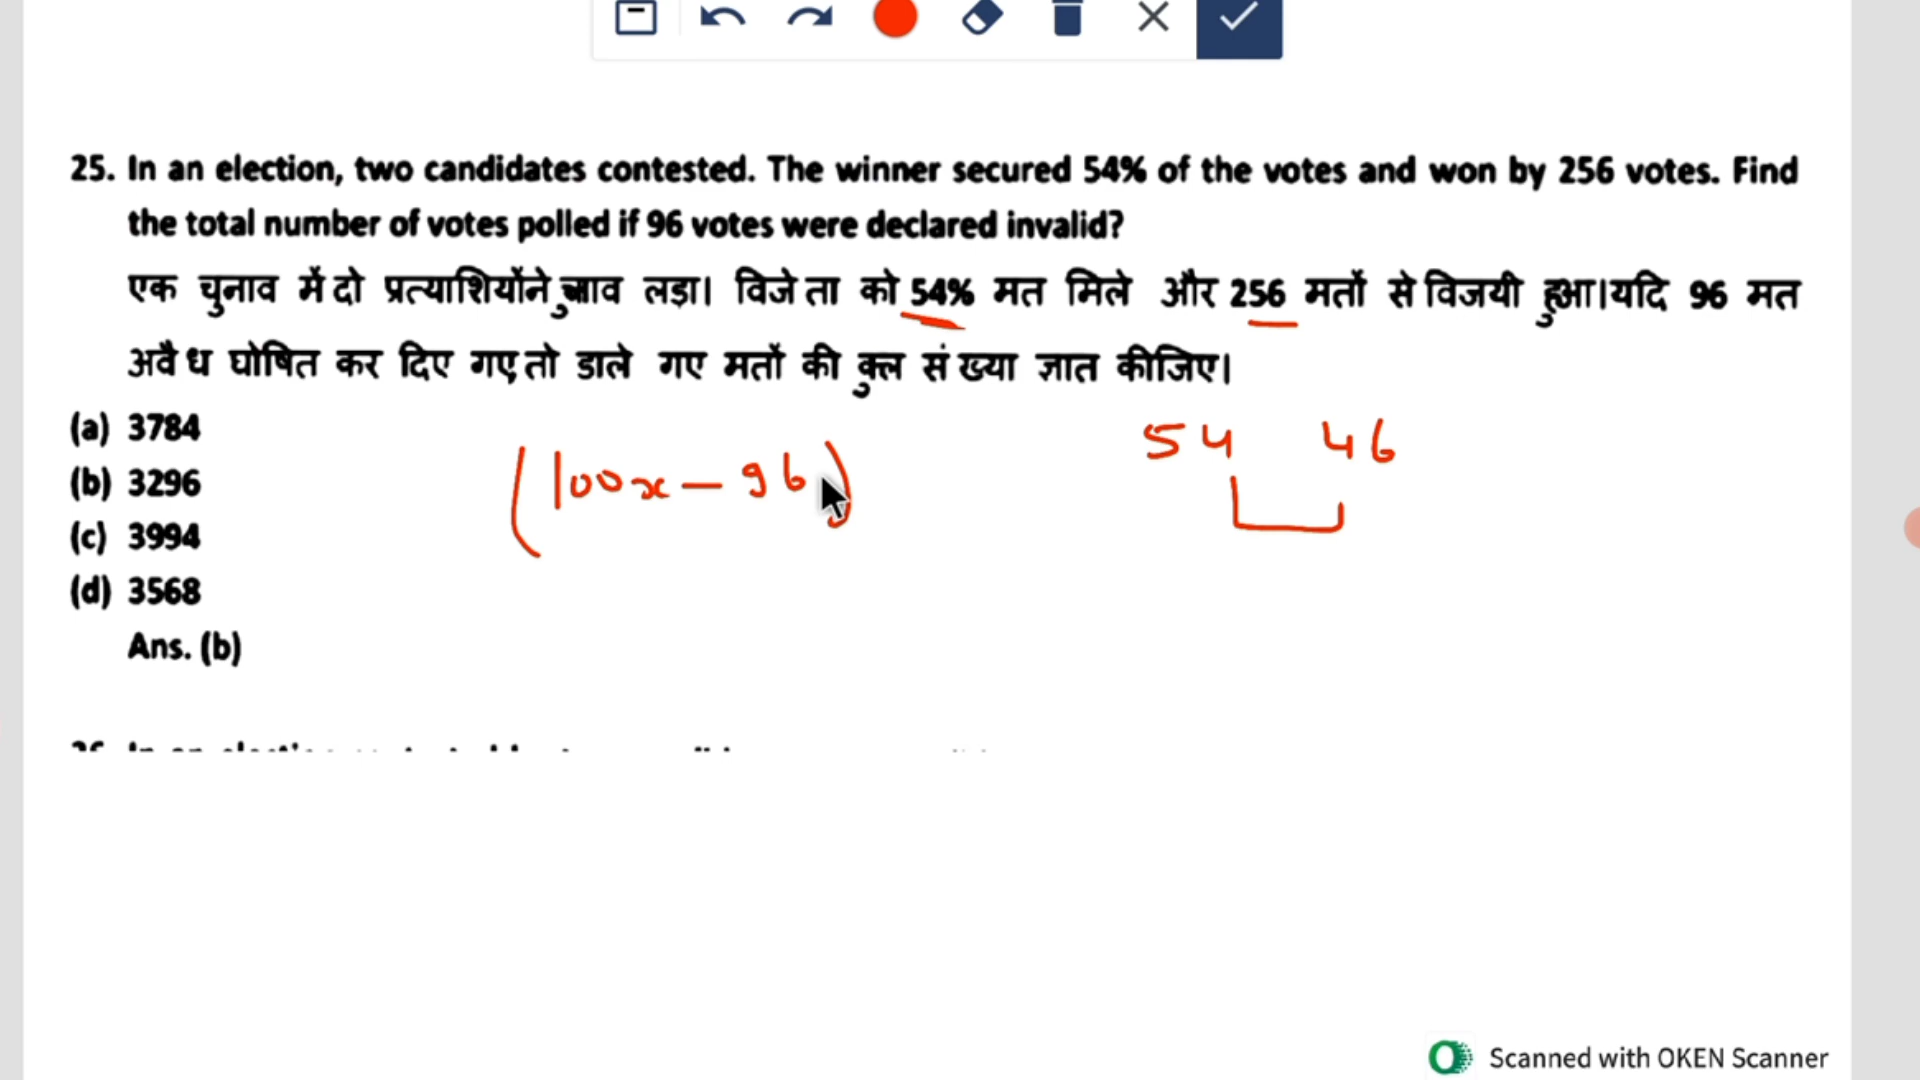 25. In an election, two candidates contested. The winner secured 54% of the votes and won by 256 votes. Find
the total number of votes polled if 96 votes were declared invalid?
एक चुनाव में दो प्रत्याशियोंने चुनाव लड़ा। विजे ता को 54% मत मिले और 256 मतों से विजयी हुआ।यदि 96 मत
अवै ध घोषित कर दिए गए तो डाले गए मतों की कुल सं ख्या ज्ञात कीजिए।
(a) 3784
54 46
(b) 3296
(100x - 96)
(c) 3994
(d) 3568
Ans. (b)
Scanned with OKEN Scanner